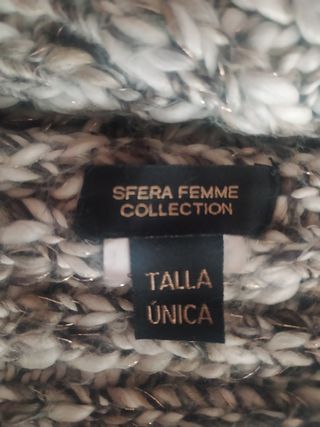 SFERA FEMME
COLLECTION
TALLA
ÚNICA